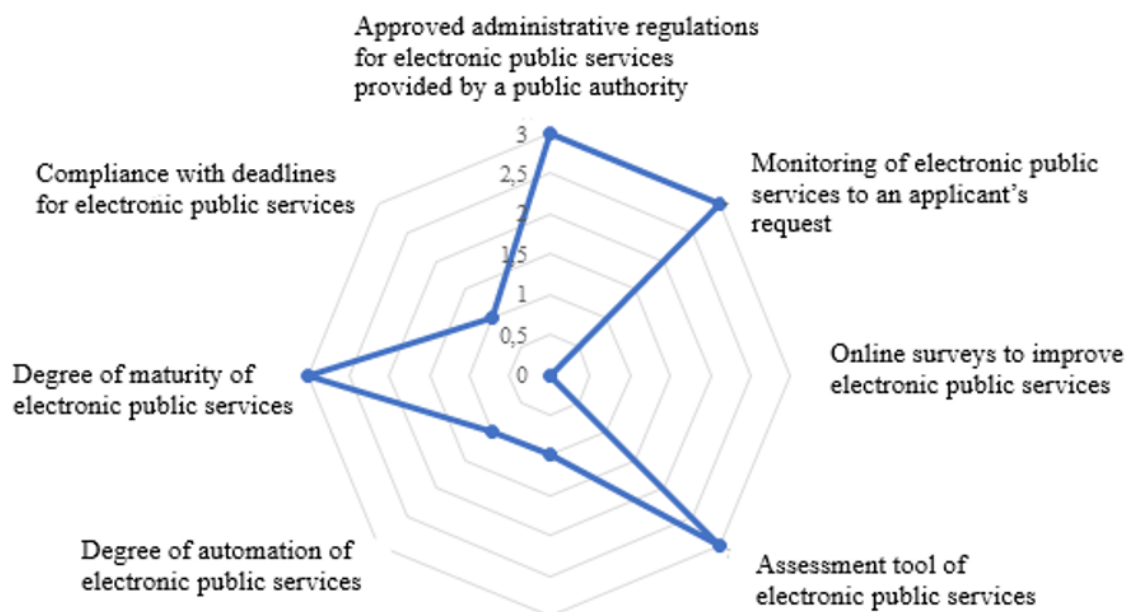 Approved administrative regulations
for electronic public services
provided by a public authority
Monitoring of electronic public
services to an applicant's
request
Online surveys to improve
electronic public services
Assessment tool of
electronic public services
Degree of automation of
electronic public services
Degree of maturity of
electronic public services
Compliance with deadlines
for electronic public services
3
2,5
2
1,5
1
0,5
0